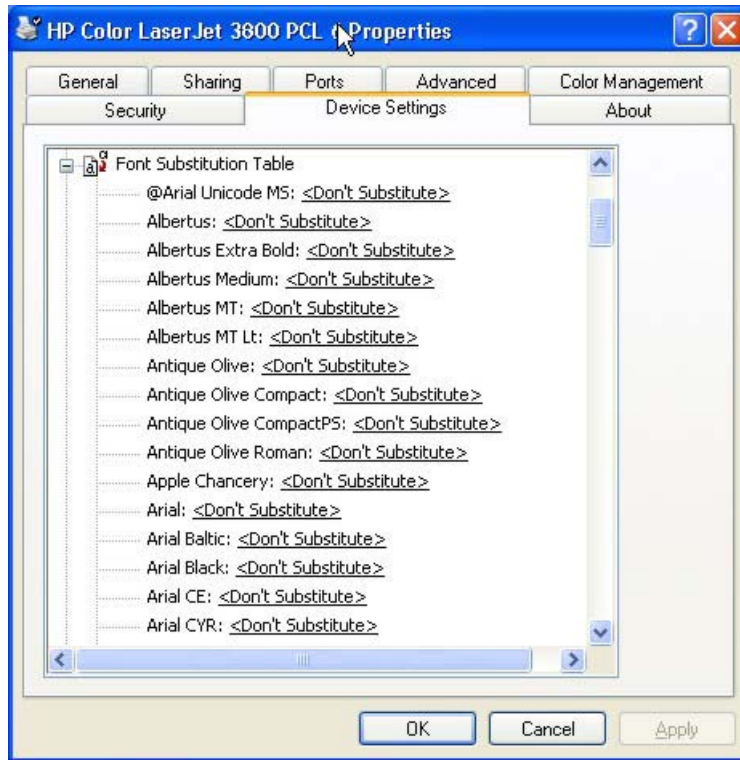 HP Color LaserJet 3800 PCL 6 Properties
General Sharing Ports Advanced Color Management
Security Device Settings About
Font Substitution Table
@Arial Unicode MS: <Don't Substitute>
Albertus: <Don't Substitute>
Albertus Extra Bold: <Don't Substitute>
Albertus Medium: <Don't Substitute>
Albertus MT: <Don't Substitute>
Albertus MT Lt: <Don't Substitute>
Antique Olive: <Don't Substitute>
Antique Olive Compact: <Don't Substitute>
Antique Olive CompactPS: <Don't Substitute>
Antique Olive Roman: <Don't Substitute>
Apple Chancery: <Don't Substitute>
Arial: <Don't Substitute>
Arial Baltic: <Don't Substitute>
Arial Black: <Don't Substitute>
Arial CE: <Don't Substitute>
Arial CYR: <Don't Substitute>
OK Cancel Apply